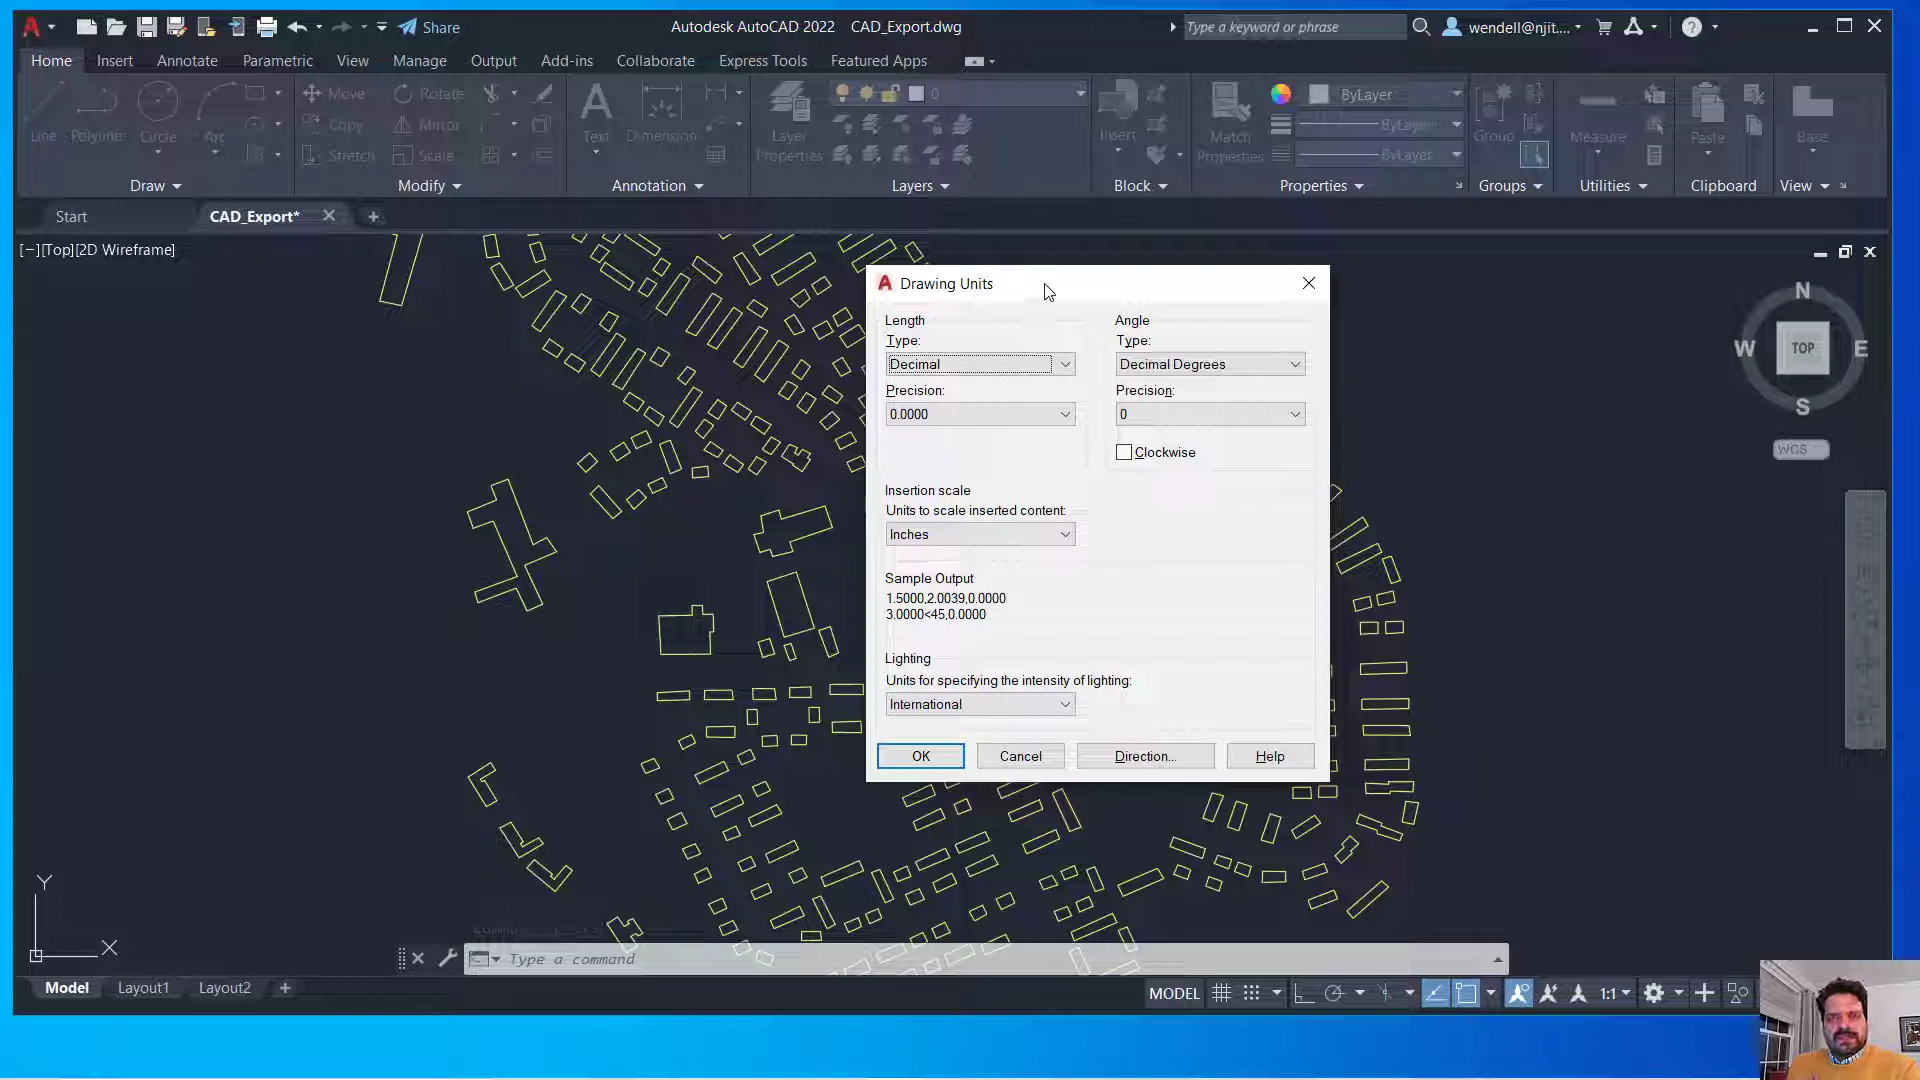 Share
Autodesk AutoCAD 2022 CAD_Export.dwg
Type a keyword or phrase
wendell@njit....
Home Insert Annotate Parametric View Manage Output Add-ins Collaborate Express Tools Featured Apps
Line Polyline Circle Arc
Move Rotate
Copy Mirror
Stretch Scale
Text Dimension
Layer
Properties
0
Insert
Match
Properties
ByLayer
ByLayer
ByLayer
Group
Measure
Paste
Base
Draw Modify Annotation Layers Block Properties Groups Utilities Clipboard View
Start CAD_Export*
[−][Top][2D Wireframe]
N
W TOP E
S
WCS
Drawing Units
Length
Type:
Decimal
Precision:
0.0000
Angle
Type:
Decimal Degrees
Precision:
0
Clockwise
Insertion scale
Units to scale inserted content:
Inches
Sample Output
1.5000,2.0039,0.0000
3.0000<45,0.0000
Lighting
Units for specifying the intensity of lighting:
International
OK Cancel Direction... Help
Y
X
Type a command
Model Layout1 Layout2
MODEL 1:1